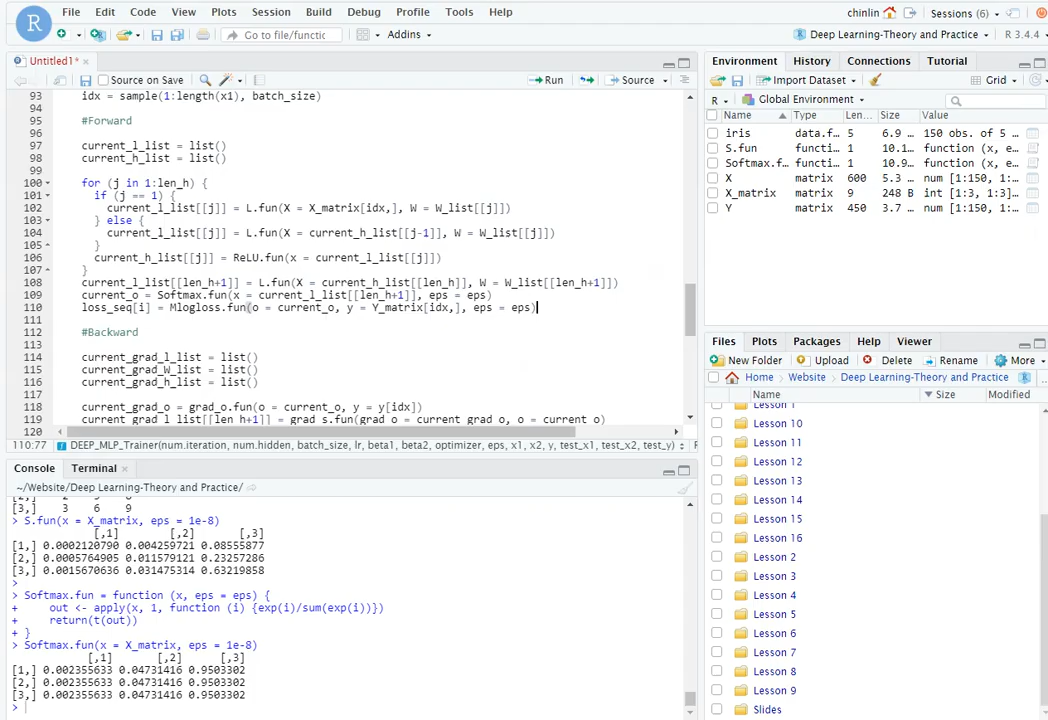 File Edit Code View Plots Session Build Debug Profile Tools Help
chinlin Sessions (6)
Go to file/functic Addins
Deep Learning-Theory and Practice R 3.4.4
Untitled1*
Source on Save Run Source
93 idx = sample(1:length(x1), batch_size)
94
95 #Forward
96
97 current_l_list = list()
98 current_h_list = list()
99
100 for (j in 1:len_h) {
101 if (j == 1) {
102 current_l_list[[j]] = L.fun(X = X_matrix[idx,], W = W_list[[j]])
103 } else {
104 current_l_list[[j]] = L.fun(X = current_h_list[[j-1]], W = W_list[[j]])
105 }
106 current_h_list[[j]] = ReLU.fun(x = current_l_list[[j]])
107 }
108 current_l_list[[len_h+1]] = L.fun(X = current_h_list[[len_h]], W = W_list[[len_h+1]])
109 current_o = Softmax.fun(x = current_l_list[[len_h+1]], eps = eps)
110 loss_seq[i] = Mlogloss.fun(o = current_o, y = Y_matrix[idx,], eps = eps)
111
112 #Backward
113
114 current_grad_l_list = list()
115 current_grad_W_list = list()
116 current_grad_h_list = list()
117
118 current_grad_o = grad_o.fun(o = current_o, y = y[idx])
119 current_grad_l_list[[len_h+1]] = grad_s.fun(grad_o = current_grad_o, o = current_o)
120
110:77 DEEP_MLP_Trainer(num.iteration, num.hidden, batch_size, lr, beta1, beta2, optimizer, eps, x1, x2, y, test_x1, test_x2, test_y)
Console Terminal
~/Website/Deep Learning-Theory and Practice/
[3,] 3 6 9
> S.fun(x = X_matrix, eps = 1e-8)
[,1] [,2] [,3]
[1,] 0.0002120790 0.004259721 0.08555877
[2,] 0.0005764905 0.011579121 0.23257286
[3,] 0.0015670636 0.031475314 0.63219858
>
> Softmax.fun = function (x, eps = eps) {
+ out <- apply(x, 1, function (i) {exp(i)/sum(exp(i))})
+ return(t(out))
+ }
> Softmax.fun(x = X_matrix, eps = 1e-8)
[,1] [,2] [,3]
[1,] 0.002355633 0.04731416 0.9503302
[2,] 0.002355633 0.04731416 0.9503302
[3,] 0.002355633 0.04731416 0.9503302
>
Environment History Connections Tutorial
Import Dataset Grid
R Global Environment
Name Type Len… Size Value
iris data.f… 5 6.9 … 150 obs. of 5 …
S.fun functi… 1 10.1… function (x, e…
Softmax.f… functi… 1 10.9… function (x, e…
X matrix 600 5.3 … num [1:150, 1:…
X_matrix matrix 9 248 B int [1:3, 1:3]…
Y matrix 450 3.7 … num [1:150, 1:…
Files Plots Packages Help Viewer
New Folder Upload Delete Rename More
Home Website Deep Learning-Theory and Practice
Name Size Modified
Lesson 1
Lesson 10
Lesson 11
Lesson 12
Lesson 13
Lesson 14
Lesson 15
Lesson 16
Lesson 2
Lesson 3
Lesson 4
Lesson 5
Lesson 6
Lesson 7
Lesson 8
Lesson 9
Slides